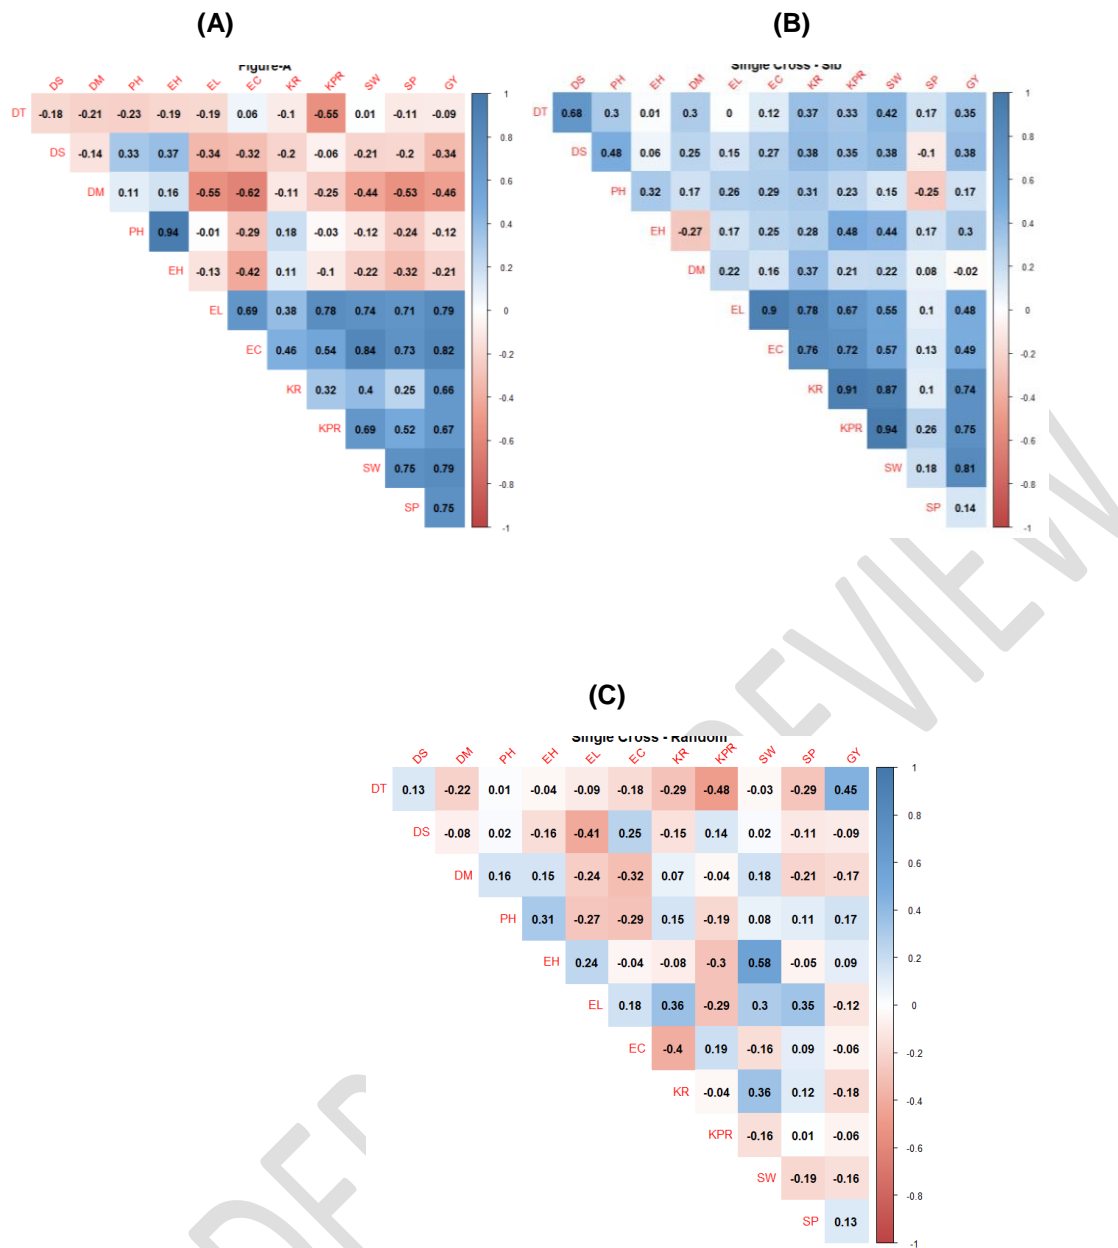 (A)
(B)
Figure-A
Single Cross - Sib
DS DM PH EH EL EC KR KPR SW SP GY
DT -0.18 -0.21 -0.23 -0.19 -0.19 0.06 -0.1 -0.55 0.01 -0.11 -0.09
DS -0.14 0.33 0.37 -0.34 -0.32 -0.2 -0.06 -0.21 -0.2 -0.34
DM 0.11 0.16 -0.55 -0.62 -0.11 -0.25 -0.44 -0.53 -0.46
PH 0.94 -0.01 -0.29 0.18 -0.03 -0.12 -0.24 -0.12
EH -0.13 -0.42 0.11 -0.1 -0.22 -0.32 -0.21
EL 0.69 0.38 0.78 0.74 0.71 0.79
EC 0.46 0.54 0.84 0.73 0.82
KR 0.32 0.4 0.25 0.66
KPR 0.69 0.52 0.67
SW 0.75 0.79
SP 0.75
1
0.8
0.6
0.4
0.2
0
-0.2
-0.4
-0.6
-0.8
-1
DS PH EH DM EL EC KR KPR SW SP GY
DT 0.68 0.3 0.01 0.3 0 0.12 0.37 0.33 0.42 0.17 0.35
DS 0.48 0.06 0.25 0.15 0.27 0.38 0.35 0.38 -0.1 0.38
PH 0.32 0.17 0.26 0.29 0.31 0.23 0.15 -0.25 0.17
EH -0.27 0.17 0.25 0.28 0.48 0.44 0.17 0.3
DM 0.22 0.16 0.37 0.21 0.22 0.08 -0.02
EL 0.9 0.78 0.67 0.55 0.1 0.48
EC 0.76 0.72 0.57 0.13 0.49
KR 0.91 0.87 0.1 0.74
KPR 0.94 0.26 0.75
SW 0.18 0.81
SP 0.14
1
0.8
0.6
0.4
0.2
0
-0.2
-0.4
-0.6
-0.8
-1
(C)
Single Cross - Random
DS DM PH EH EL EC KR KPR SW SP GY
DT 0.13 -0.22 0.01 -0.04 -0.09 -0.18 -0.29 -0.48 -0.03 -0.29 0.45
DS -0.08 0.02 -0.16 -0.41 0.25 -0.15 0.14 0.02 -0.11 -0.09
DM 0.16 0.15 -0.24 -0.32 0.07 -0.04 0.18 -0.21 -0.17
PH 0.31 -0.27 -0.29 0.15 -0.19 0.08 0.11 0.17
EH 0.24 -0.04 -0.08 -0.3 0.58 -0.05 0.09
EL 0.18 0.36 -0.29 0.3 0.35 -0.12
EC -0.4 0.19 -0.16 0.09 -0.06
KR -0.04 0.36 0.12 -0.18
KPR -0.16 0.01 -0.06
SW -0.19 -0.16
SP 0.13
1
0.8
0.6
0.4
0.2
0
-0.2
-0.4
-0.6
-0.8
-1